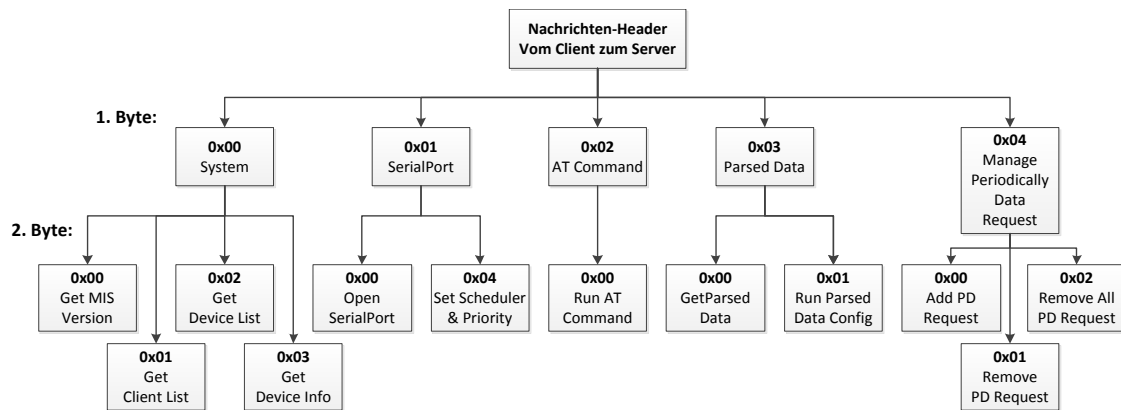 Nachrichten-Header
Vom Client zum Server
1. Byte:
0x00
System
0x01
SerialPort
0x02
AT Command
0x03
Parsed Data
0x04
Manage
Periodically
Data
Request
2. Byte:
0x00
Get MIS
Version
0x01
Get
Client List
0x02
Get
Device List
0x03
Get
Device Info
0x00
Open
SerialPort
0x04
Set Scheduler
& Priority
0x00
Run AT
Command
0x00
GetParsed
Data
0x01
Run Parsed
Data Config
0x00
Add PD
Request
0x01
Remove
PD Request
0x02
Remove All
PD Request